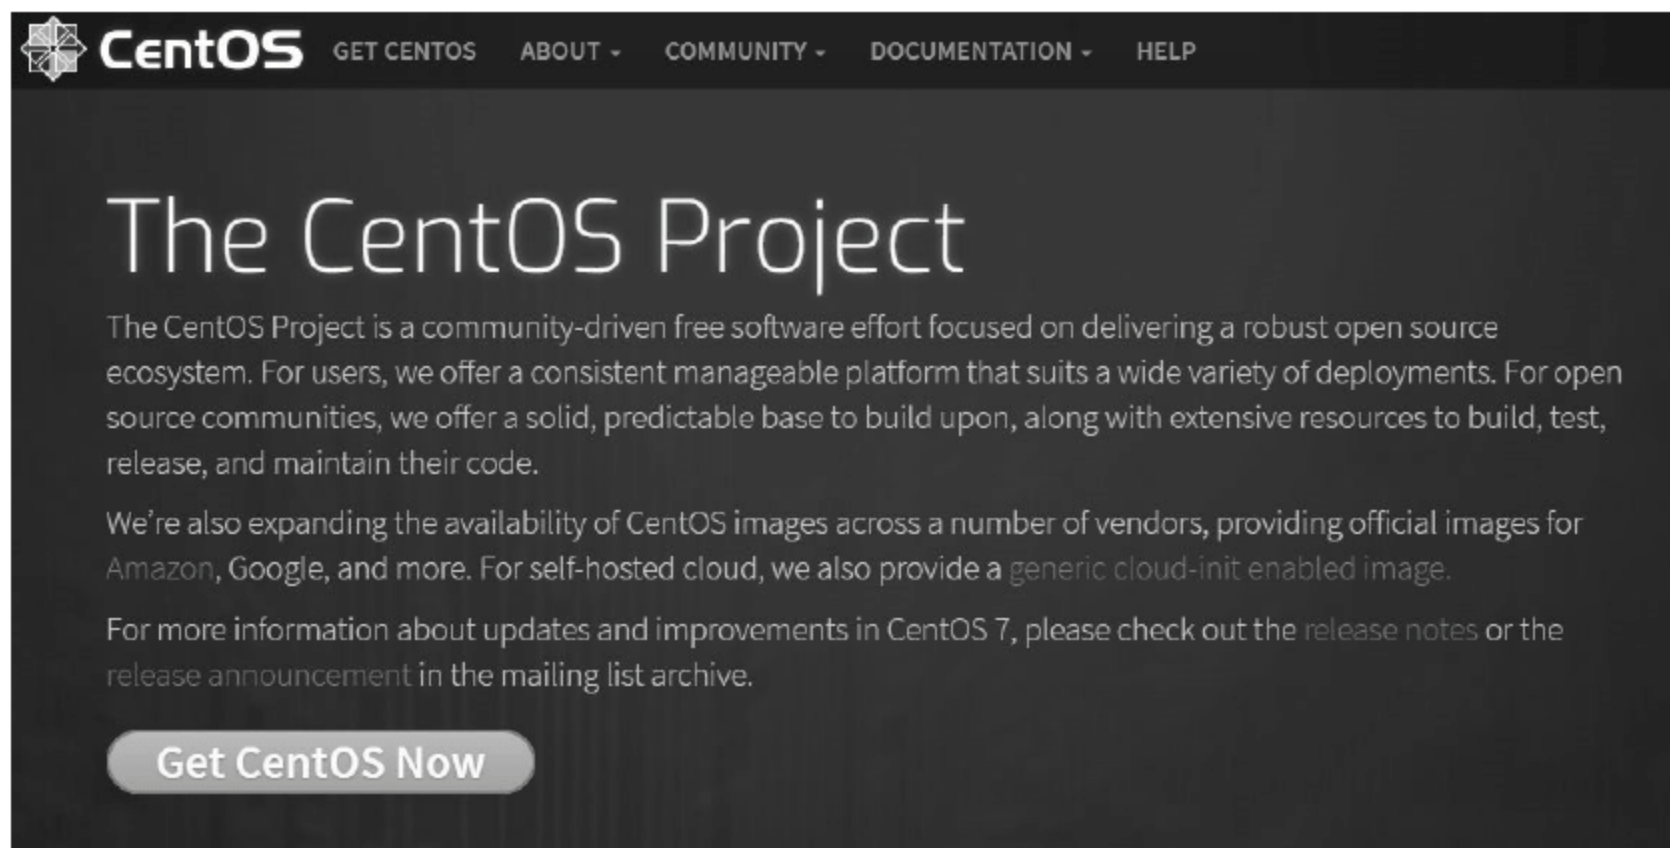 CentOS GET CENTOS ABOUT COMMUNITY DOCUMENTATION HELP
The CentOS Project
The CentOS Project is a community-driven free software effort focused on delivering a robust open source
ecosystem. For users, we offer a consistent manageable platform that suits a wide variety of deployments. For open
source communities, we offer a solid, predictable base to build upon, along with extensive resources to build, test,
release, and maintain their code.
We're also expanding the availability of CentOS images across a number of vendors, providing official images for
Amazon, Google, and more. For self-hosted cloud, we also provide a generic cloud-init enabled image.
For more information about updates and improvements in CentOS 7, please check out the release notes or the
release announcement in the mailing list archive.
Get CentOS Now